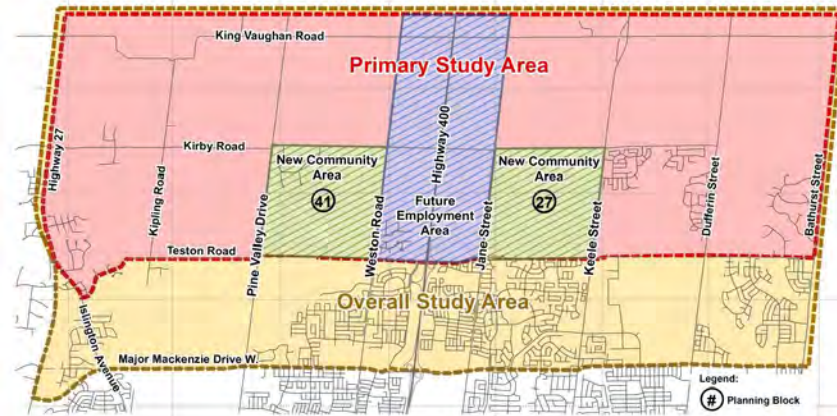 King Vaughan Road
Primary Study Area
Highway 27
Highway 400
Kirby Road
New Community
Area
41
New Community
Area
27
Kipling Road
Future
Employment
Area
Dufferin Street
Bathurst Street
Pine Valley Drive
Weston Road
Jane Street
Keele Street
Teston Road
Overall Study Area
Islington Avenue
Major Mackenzie Drive W.
Legend:
# Planning Block